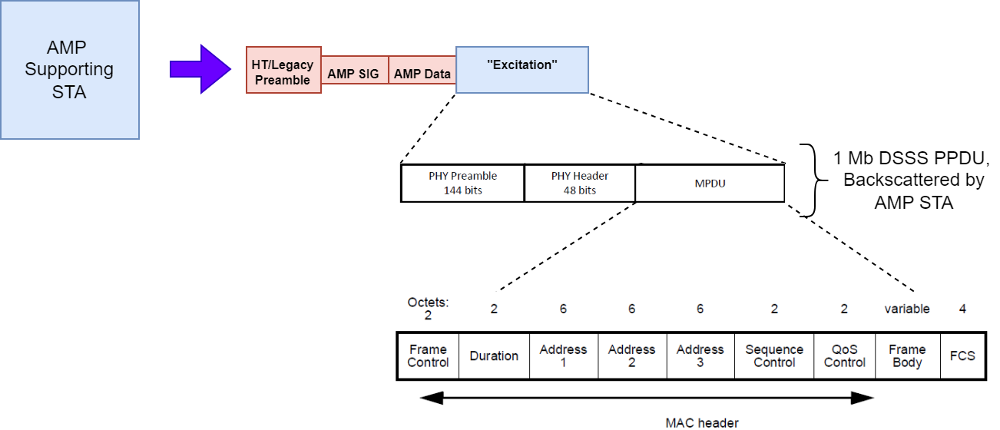 AMP
Supporting
STA
HT/Legacy
Preamble
AMP SIG
AMP Data
"Excitation"
PHY Preamble
144 bits
PHY Header
48 bits
MPDU
1 Mb DSSS PPDU,
Backscattered by
AMP STA
Octets:
2
2
6
6
6
2
2
variable
4
Frame
Control
Duration
Address
1
Address
2
Address
3
Sequence
Control
QoS
Control
Frame
Body
FCS
MAC header